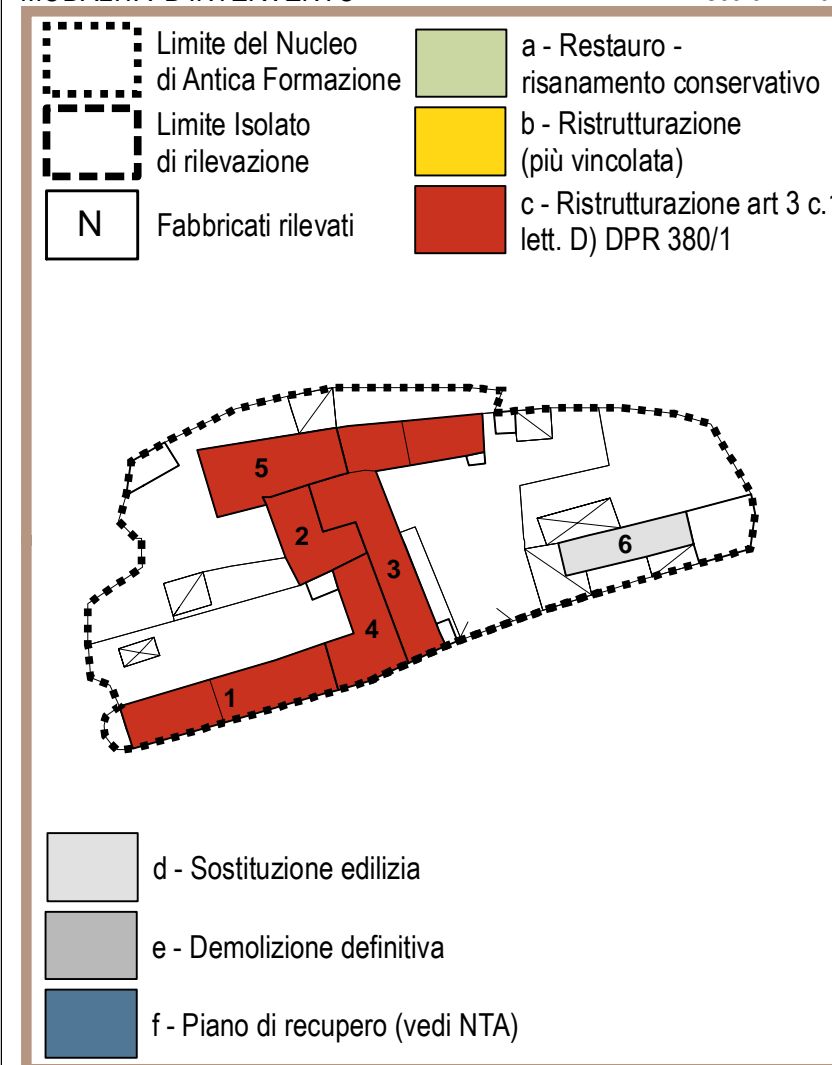 Limite del Nucleo
di Antica Formazione
Limite Isolato
di rilevazione
N
Fabbricati rilevati
a - Restauro -
risanamento conservativo
b - Ristrutturazione
(più vincolata)
c - Ristrutturazione art 3 c.1
lett. D) DPR 380/1
5
2
3
6
4
1
d - Sostituzione edilizia
e - Demolizione definitiva
f - Piano di recupero (vedi NTA)